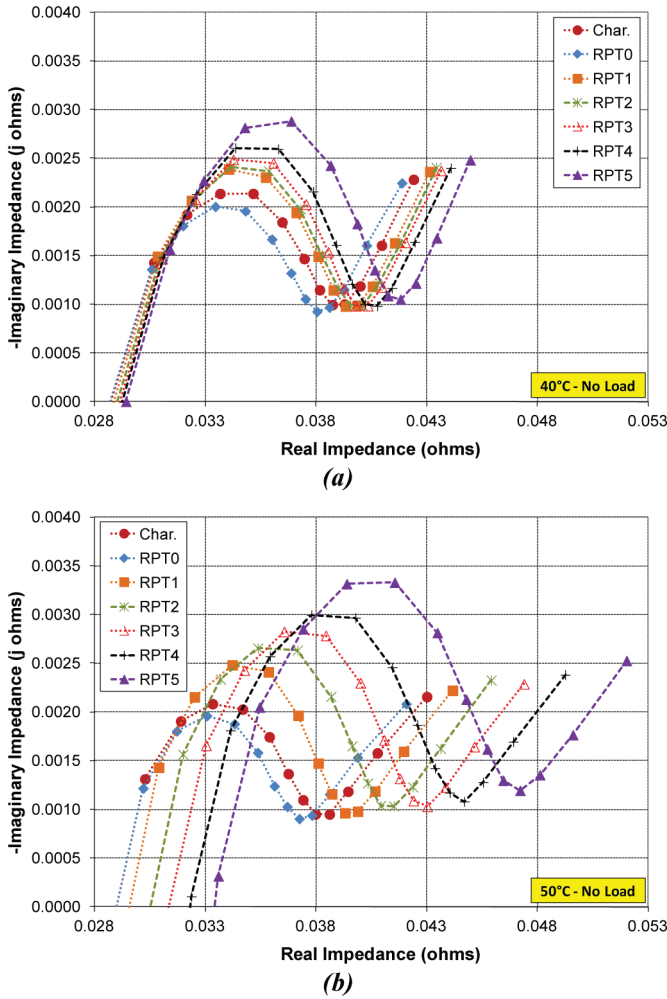 0.0040
0.0035
0.0030
0.0025
0.0020
0.0015
0.0010
0.0005
0.0000
-Imaginary Impedance (j ohms)
Char.
RPT0
RPT1
RPT2
RPT3
RPT4
RPT5
40°C - No Load
0.028 0.033 0.038 0.043 0.048 0.053
Real Impedance (ohms)
(a)
0.0040
0.0035
0.0030
0.0025
0.0020
0.0015
0.0010
0.0005
0.0000
-Imaginary Impedance (j ohms)
Char.
RPT0
RPT1
RPT2
RPT3
RPT4
RPT5
50°C - No Load
0.028 0.033 0.038 0.043 0.048 0.053
Real Impedance (ohms)
(b)